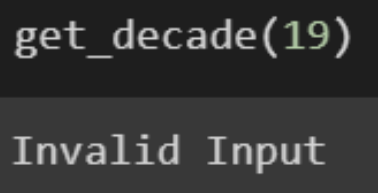 get_decade(19)
Invalid Input